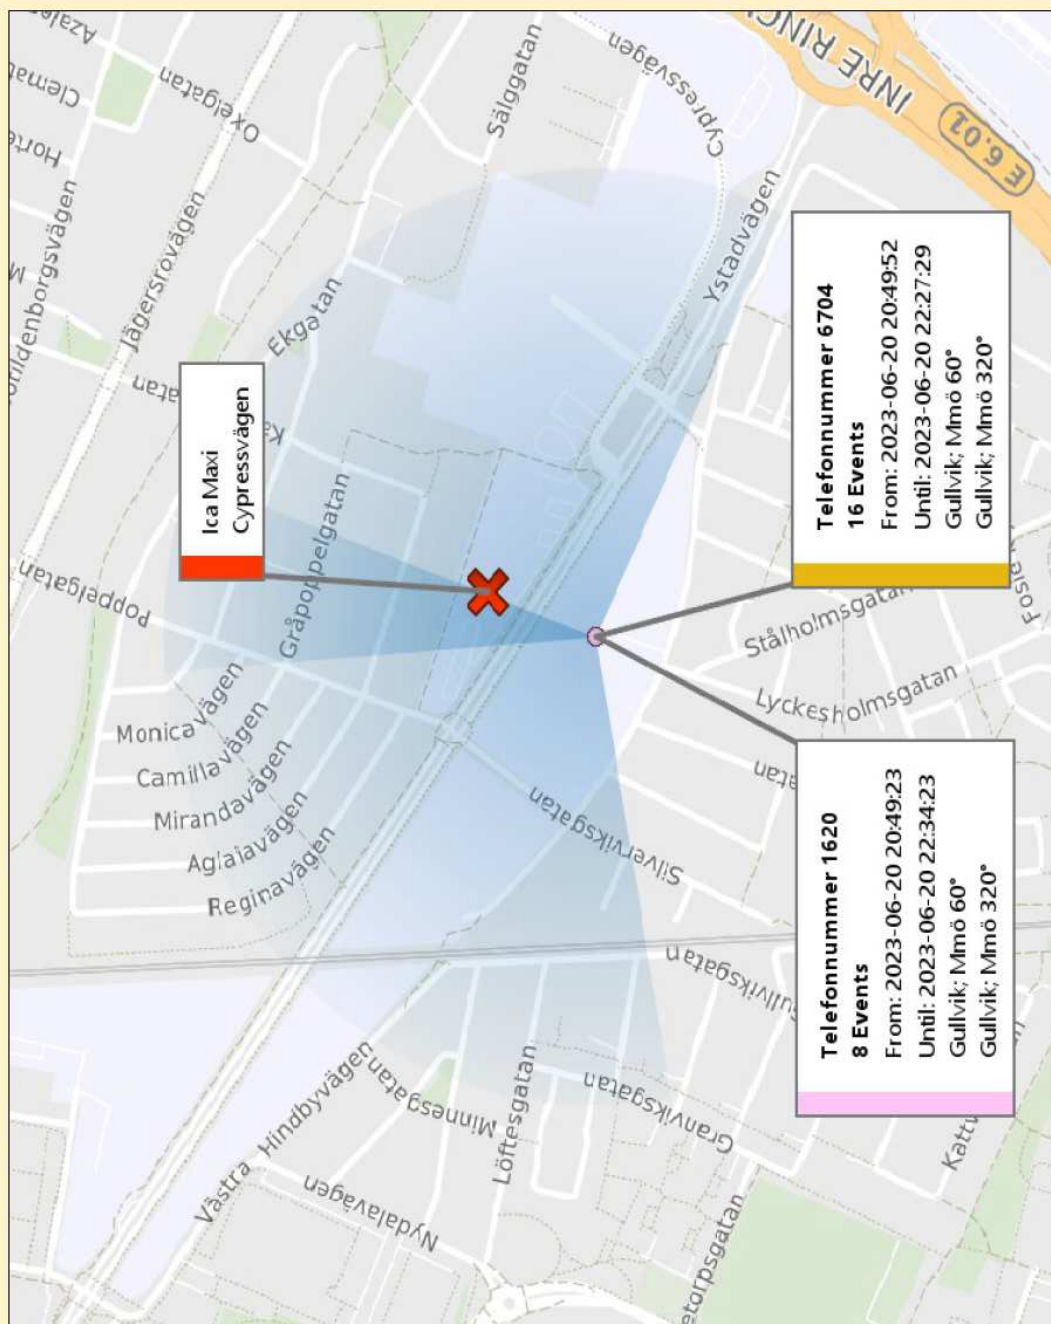 Ica Maxi
Cypressvägen
Telefonnummer 6704
16 Events
From: 2023-06-20 20:49:52
Until: 2023-06-20 22:27:29
Gullvik; Mmö 60°
Gullvik; Mmö 320°
Telefonnummer 1620
8 Events
From: 2023-06-20 20:49:23
Until: 2023-06-20 22:34:23
Gullvik; Mmö 60°
Gullvik; Mmö 320°
Oxelgatan
Jägersrovägen
Poppelgatan
Gråpoppelgatan
Ekgatan
Sälggatan
Cypressvägen
Ystadvägen
INRE RING
E 6.01
Monicavägen
Camillavägen
Mirandavägen
Aglaiavägen
Reginavägen
Silverviksgatan
Stålholmsgatan
Lyckesholmsgatan
Gullviksgatan
Granviksgatan
Löftesgatan
Minnesgatan
Västra Hindbyvägen
Nydalavägen